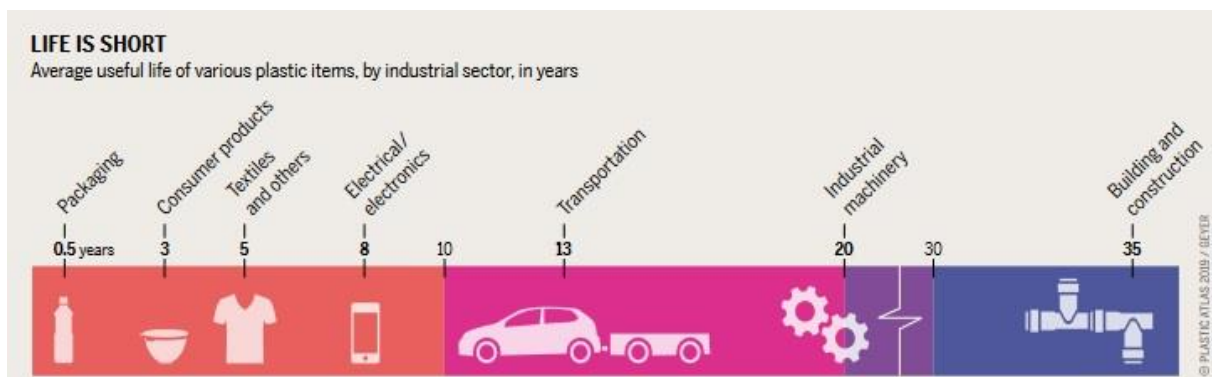 LIFE IS SHORT
Average useful life of various plastic items, by industrial sector, in years
Packaging
Consumer products
Textiles
and others
Electrical/
electronics
Transportation
Industrial
machinery
Building and
construction
0.5 years 3 5 8 10 13 20 30 35
© PLASTIC ATLAS 2019 / GEYER